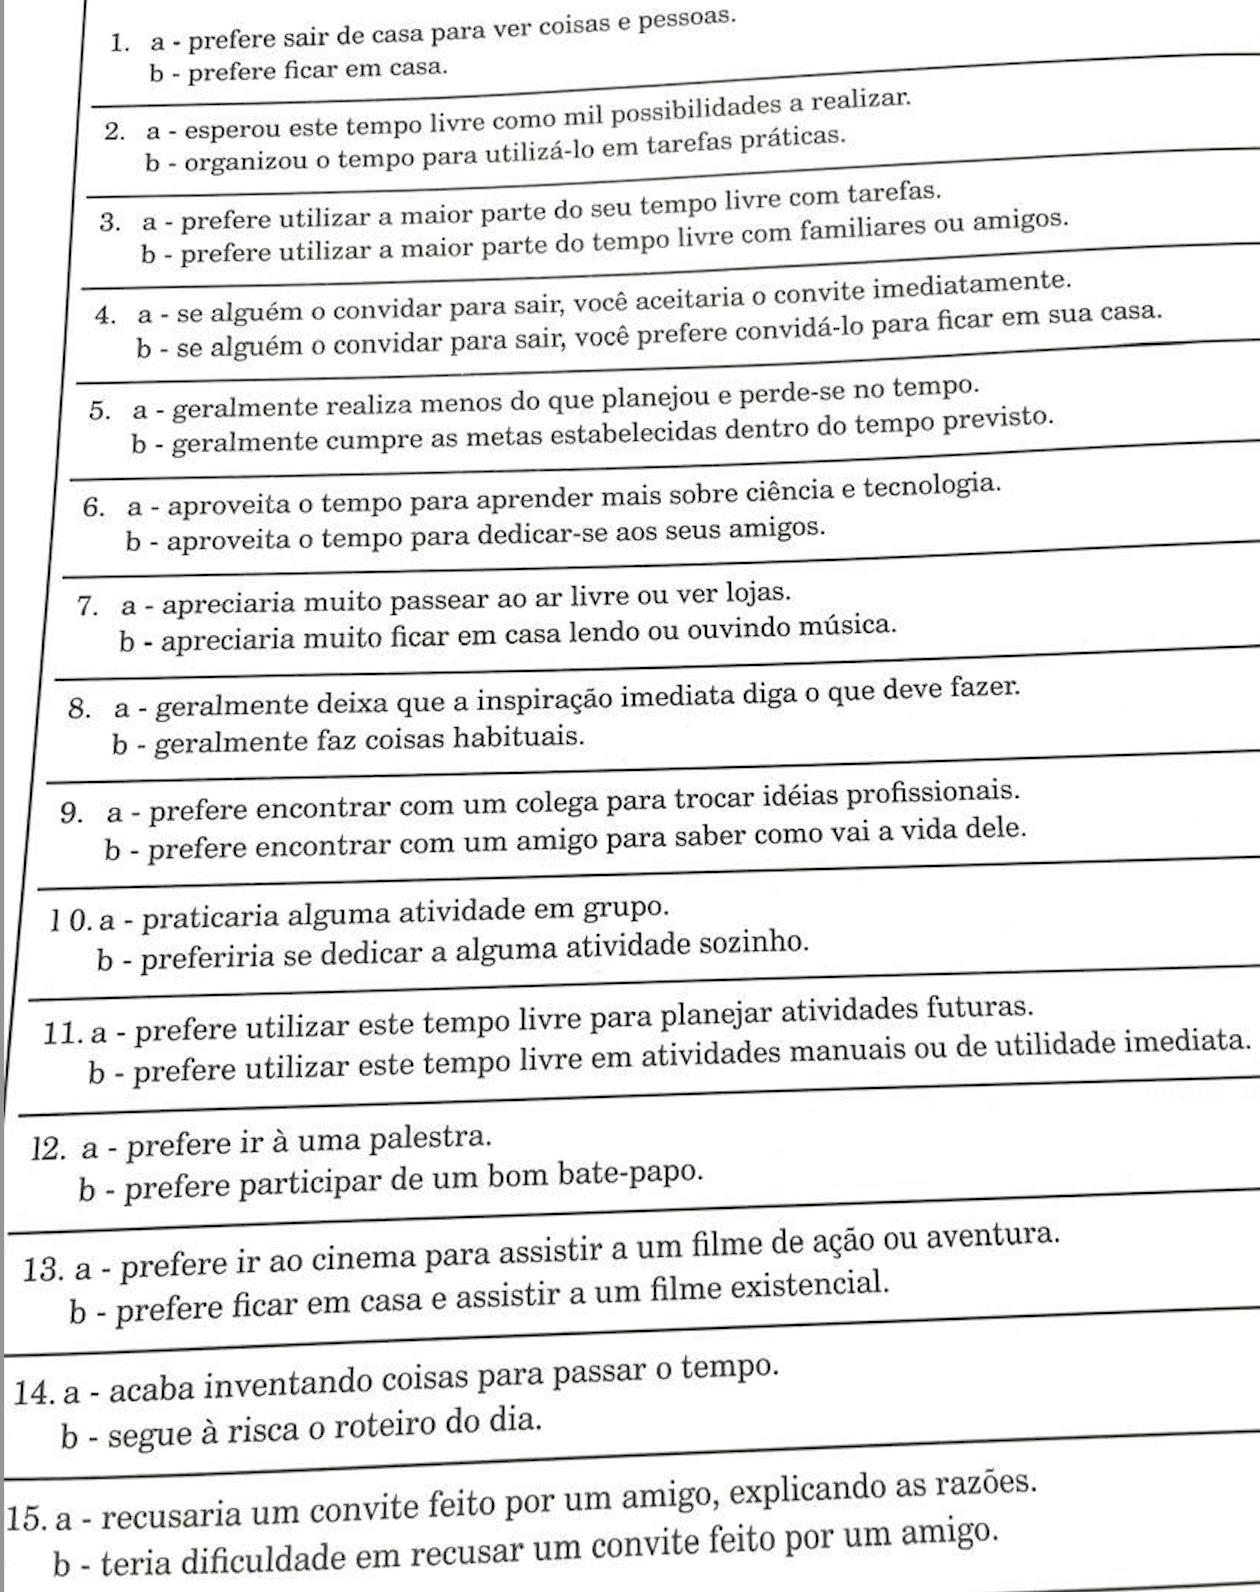 1. a - prefere sair de casa para ver coisas e pessoas.
b - prefere ficar em casa.
2. a - esperou este tempo livre como mil possibilidades a realizar.
b - organizou o tempo para utilizá-lo em tarefas práticas.
3. a - prefere utilizar a maior parte do seu tempo livre com tarefas.
b - prefere utilizar a maior parte do tempo livre com familiares ou amigos.
4. a - se alguém o convidar para sair, você aceitaria o convite imediatamente.
b - se alguém o convidar para sair, você prefere convidá-lo para ficar em sua casa.
5. a - geralmente realiza menos do que planejou e perde-se no tempo.
b - geralmente cumpre as metas estabelecidas dentro do tempo previsto.
6. a - aproveita o tempo para aprender mais sobre ciência e tecnologia.
b - aproveita o tempo para dedicar-se aos seus amigos.
7. a - apreciaria muito passear ao ar livre ou ver lojas.
b - apreciaria muito ficar em casa lendo ou ouvindo música.
8. a - geralmente deixa que a inspiração imediata diga o que deve fazer.
b - geralmente faz coisas habituais.
9. a - prefere encontrar com um colega para trocar idéias profissionais.
b - prefere encontrar com um amigo para saber como vai a vida dele.
10. a - praticaria alguma atividade em grupo.
b - preferiria se dedicar a alguma atividade sozinho.
11. a - prefere utilizar este tempo livre para planejar atividades futuras.
b - prefere utilizar este tempo livre em atividades manuais ou de utilidade imediata.
12. a - prefere ir à uma palestra.
b - prefere participar de um bom bate-papo.
13. a - prefere ir ao cinema para assistir a um filme de ação ou aventura.
b - prefere ficar em casa e assistir a um filme existencial.
14. a - acaba inventando coisas para passar o tempo.
b - segue à risca o roteiro do dia.
15. a - recusaria um convite feito por um amigo, explicando as razões.
b - teria dificuldade em recusar um convite feito por um amigo.